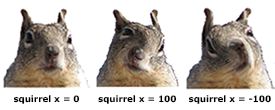 squirrel x = 0
squirrel x = 100
squirrel x = -100